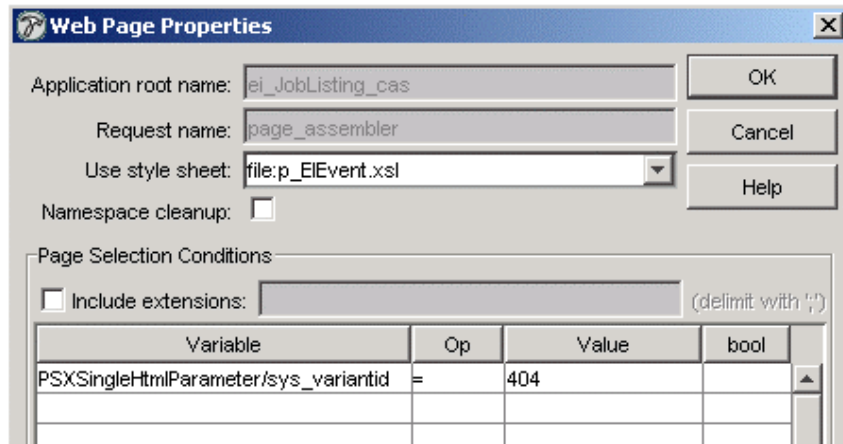 Web Page Properties
Application root name: ei_JobListing_cas
OK
Request name: page_assembler
Cancel
Use style sheet: file:p_EIEvent.xsl
Help
Namespace cleanup:
Page Selection Conditions
Include extensions: (delimit with ';')
Variable Op Value bool
PSXSingleHtmlParameter/sys_variantid = 404